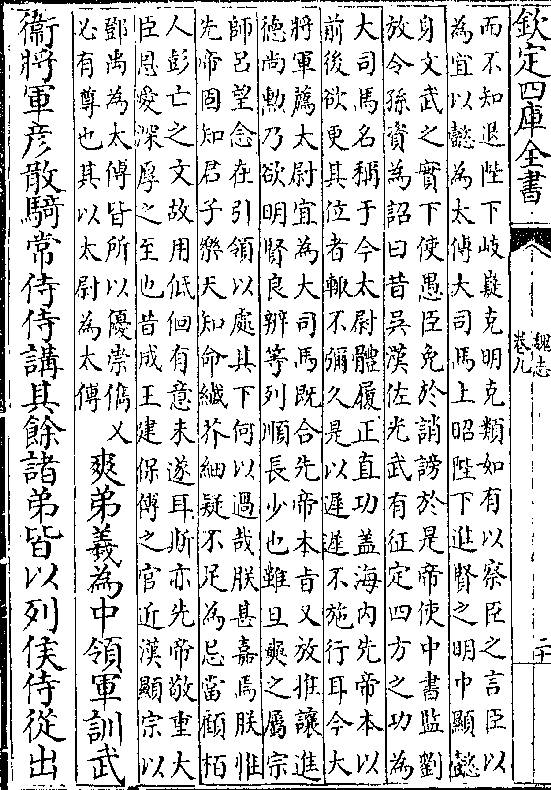 欽定四庫全書
魏志
卷九
二十
而不知退陛下岐嶷克明克類如有以察臣之言臣以
為宜以懿為太傅大司馬上昭陛下進賢之明中顯懿
身文武之實下使愚臣免於誚謗於是帝使中書監劉
放令孫資為詔曰昔吳漢佐光武有征定四方之功為
大司馬名稱于今太尉體履正直功蓋海内先帝本以
前後欲更其位者輒不彌久是以遲遲不施行耳今大
將軍薦太尉宜為大司馬既合先帝本旨又放推讓進
德尚勲乃欲明賢良辨等列順長少也雖旦奭之屬宗
師呂望念在引領以處其下何以過哉朕甚嘉焉朕惟
先帝固知君子樂天知命纎芥細疑不足為忌當顧栢
人彭亡之文故用低佪有意未遂耳斯亦先帝敬重大
臣恩愛深厚之至也昔成王建保傅之官近漢顯宗以
鄧禹為太傅皆所以優崇儁乂
必有尊也其以太尉為太傅
爽弟羲為中領軍訓武
衞將軍彦散騎常侍侍講其餘諸弟皆以列侯侍從出